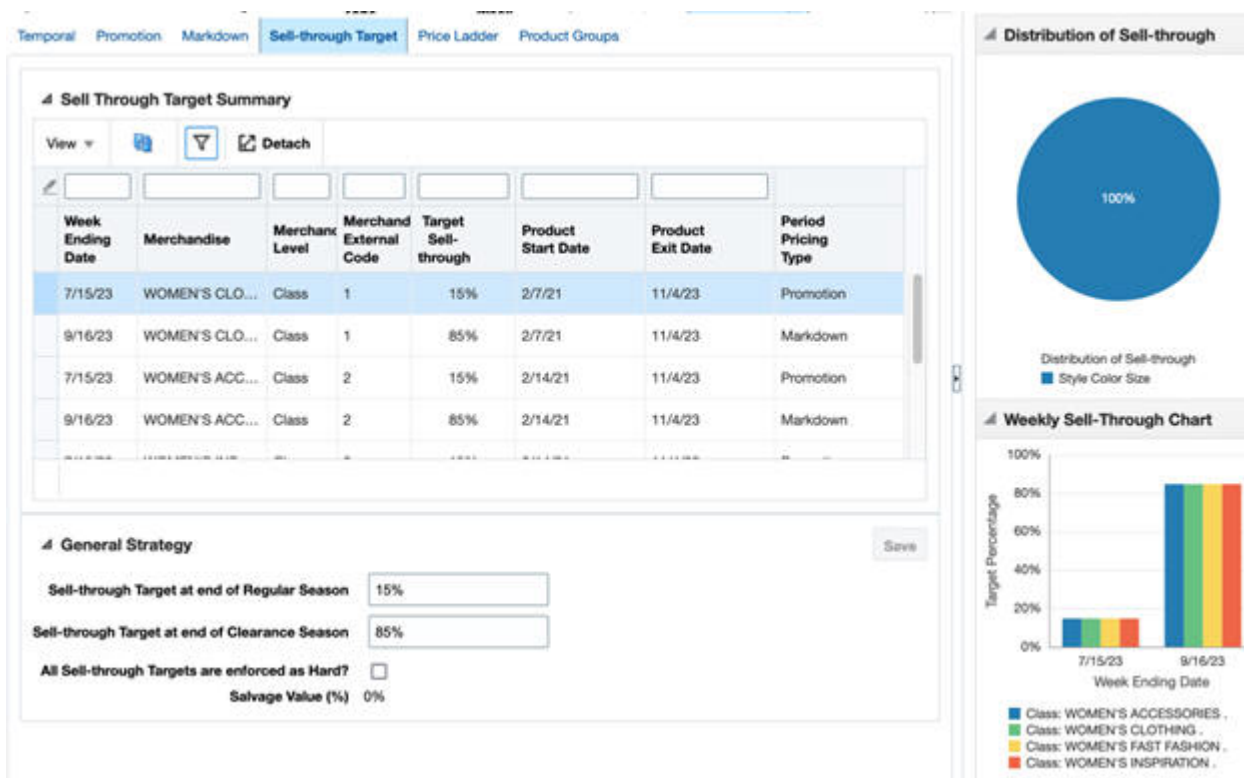 Temporal Promotion Markdown Sell-through Target Price Ladder Product Groups
Sell Through Target Summary
View Detach
Week Ending Date Merchandise Merchand Level Merchand External Code Target Sell-through Product Start Date Product Exit Date Period Pricing Type
7/15/23 WOMEN'S CLO... Class 1 15% 2/7/21 11/4/23 Promotion
9/16/23 WOMEN'S CLO... Class 1 85% 2/7/21 11/4/23 Markdown
7/15/23 WOMEN'S ACC... Class 2 15% 2/14/21 11/4/23 Promotion
9/16/23 WOMEN'S ACC... Class 2 85% 2/14/21 11/4/23 Markdown
General Strategy Save
Sell-through Target at end of Regular Season 15%
Sell-through Target at end of Clearance Season 85%
All Sell-through Targets are enforced as Hard?
Salvage Value (%) 0%
Distribution of Sell-through
100%
Distribution of Sell-through
Style Color Size
Weekly Sell-Through Chart
Target Percentage
100%
80%
60%
40%
20%
0%
7/15/23 9/16/23
Week Ending Date
Class: WOMEN'S ACCESSORIES .
Class: WOMEN'S CLOTHING .
Class: WOMEN'S FAST FASHION .
Class: WOMEN'S INSPIRATION .